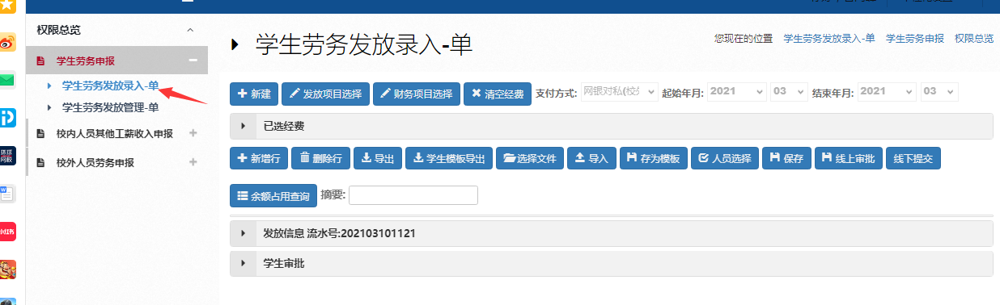 权限总览
学生劳务申报
学生劳务发放录入-单
学生劳务发放管理-单
校内人员其他工薪收入申报
校外人员劳务申报
学生劳务发放录入-单
您现在的位置 学生劳务发放录入-单 学生劳务申报 权限总览
新建 发放项目选择 财务项目选择 清空经费 支付方式: 网银对私(校 起始年月: 2021 03 结束年月: 2021 03
已选经费
新增行 删除行 导出 学生模板导出 选择文件 导入 存为模板 人员选择 保存 线上审批 线下提交
余额占用查询 摘要:
发放信息 流水号:202103101121
学生审批